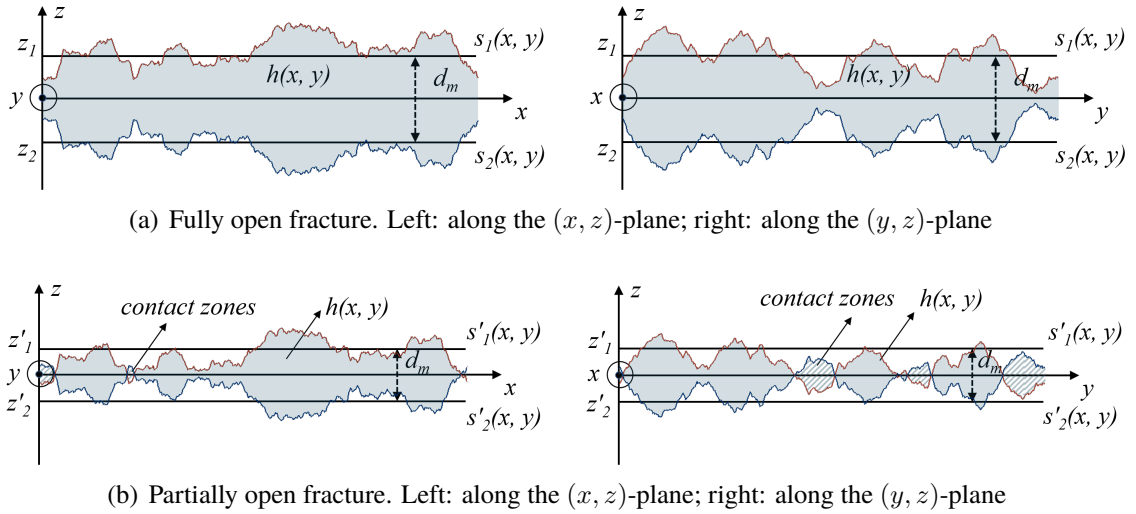 z z
z₁ s₁(x, y) z₁ s₁(x, y)
h(x, y) dₘ h(x, y) dₘ
y x x y
z₂ s₂(x, y) z₂ s₂(x, y)
(a) Fully open fracture. Left: along the (x, z)-plane; right: along the (y, z)-plane
z contact zones h(x, y) z contact zones h(x, y)
z'₁ s'₁(x, y) z'₁ s'₁(x, y)
y dₘ x x dₘ y
z'₂ s'₂(x, y) z'₂ s'₂(x, y)
(b) Partially open fracture. Left: along the (x, z)-plane; right: along the (y, z)-plane